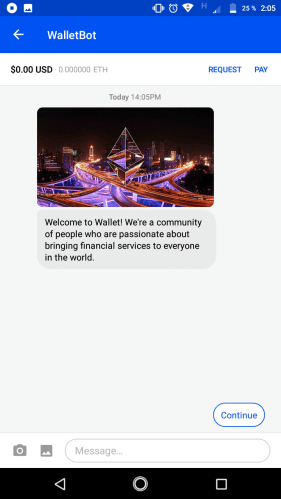 H 25 % 2:05
WalletBot
$0.00 USD · 0.000000 ETH REQUEST PAY
Today 14:05PM
Welcome to Wallet! We're a community
of people who are passionate about
bringing financial services to everyone
in the world.
Continue
Message...